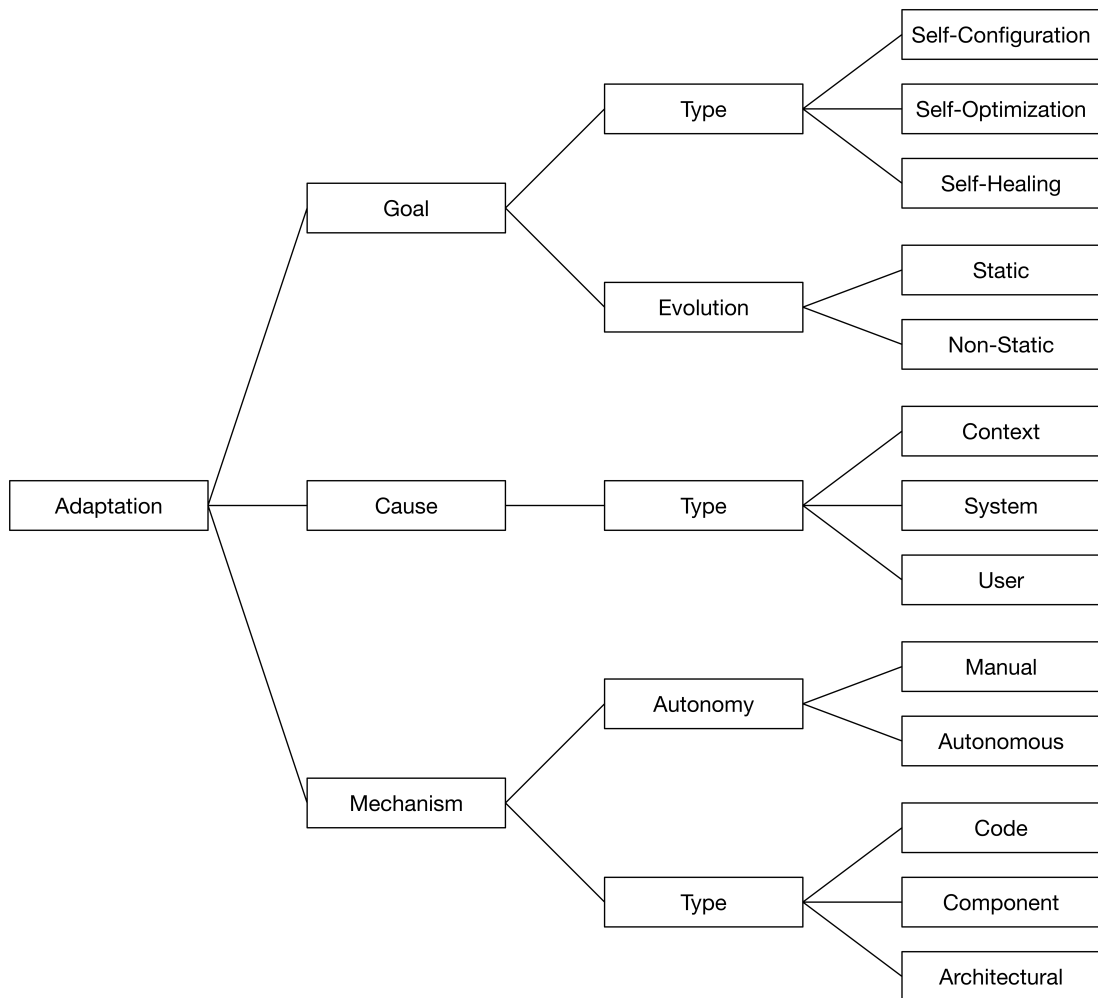 Self-Configuration
Type
Self-Optimization
Self-Healing
Goal
Static
Evolution
Non-Static
Context
Adaptation
Cause
Type
System
User
Manual
Autonomy
Autonomous
Mechanism
Code
Type
Component
Architectural